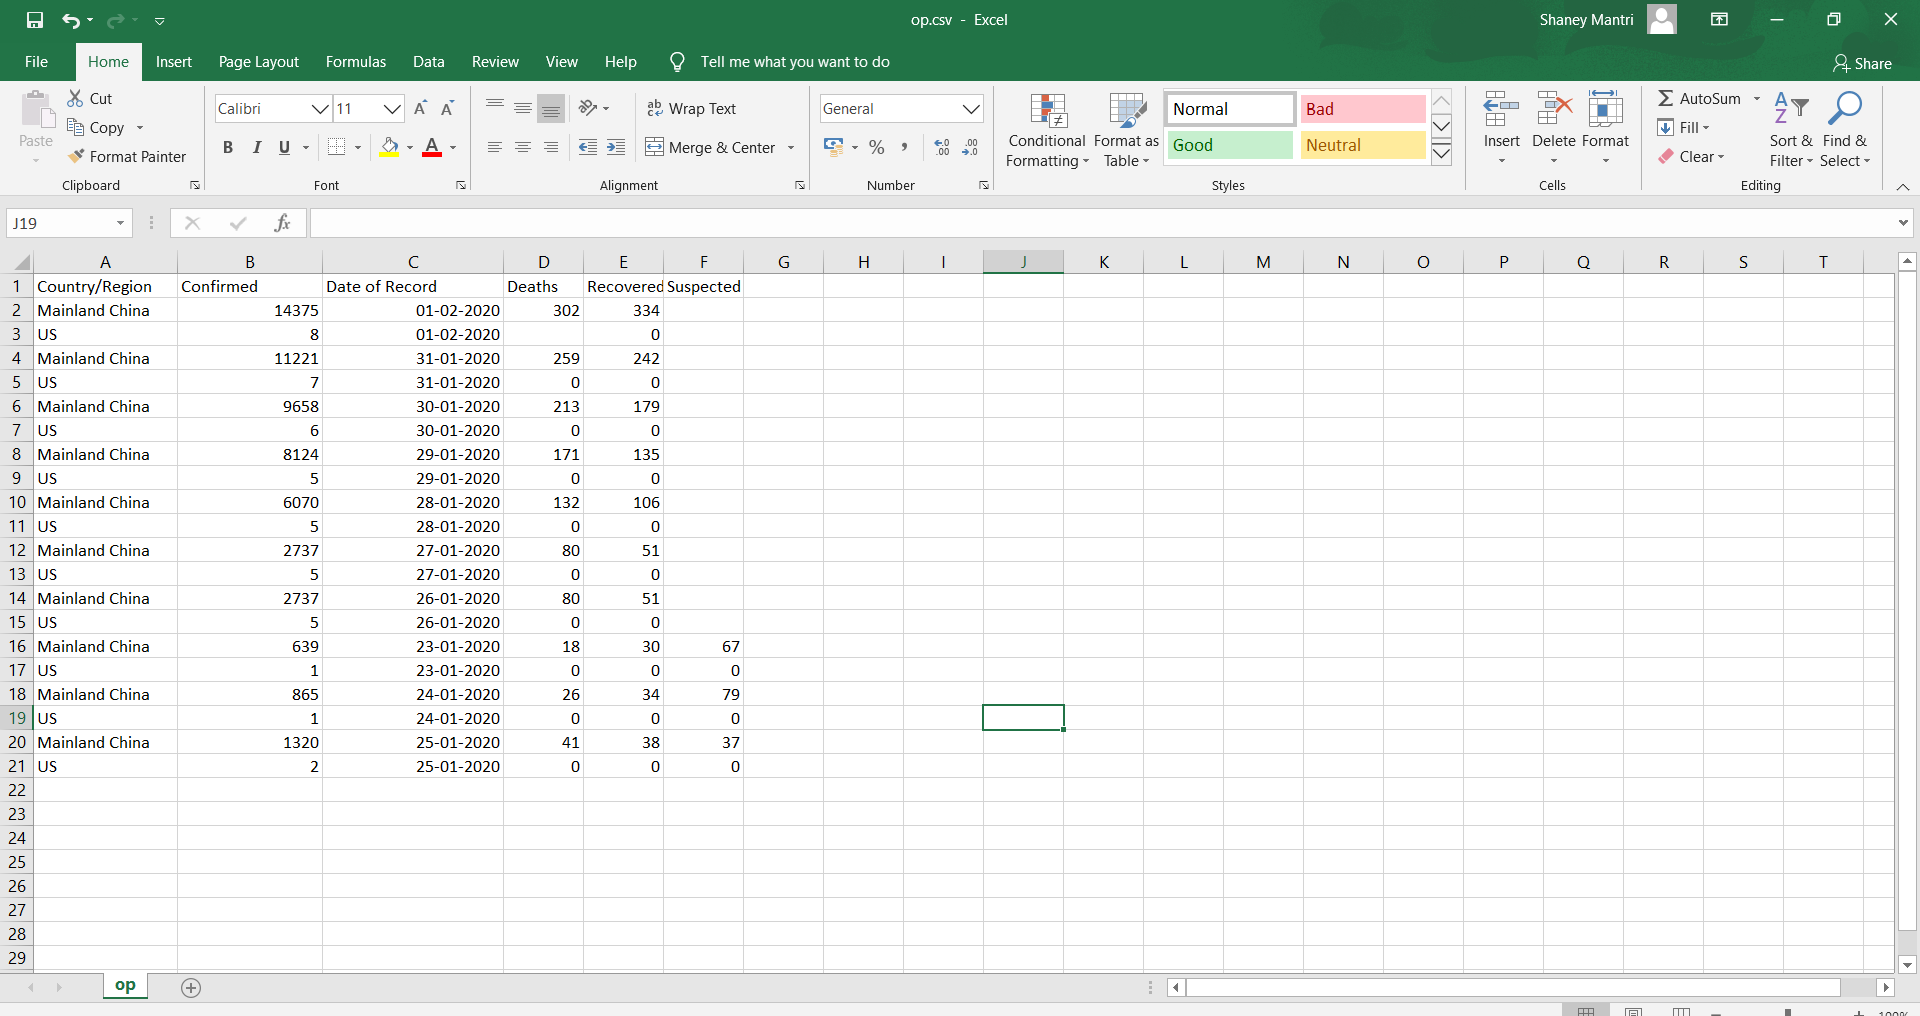 op.csv - Excel
Shaney Mantri
File Home Insert Page Layout Formulas Data Review View Help Tell me what you want to do Share
Paste
Cut
Copy
Format Painter
Clipboard
Calibri 11
B I U A
Font
Wrap Text
Merge & Center
Alignment
General
%
Number
Conditional Formatting
Format as Table
Normal Bad
Good Neutral
Styles
Insert Delete Format
Cells
AutoSum
Fill
Clear
Sort & Filter
Find & Select
Editing
J19 fx
A B C D E F G H I J K L M N O P Q R S T
1 Country/Region Confirmed Date of Record Deaths Recovered Suspected
2 Mainland China 14375 01-02-2020 302 334
3 US 8 01-02-2020 0
4 Mainland China 11221 31-01-2020 259 242
5 US 7 31-01-2020 0 0
6 Mainland China 9658 30-01-2020 213 179
7 US 6 30-01-2020 0 0
8 Mainland China 8124 29-01-2020 171 135
9 US 5 29-01-2020 0 0
10 Mainland China 6070 28-01-2020 132 106
11 US 5 28-01-2020 0 0
12 Mainland China 2737 27-01-2020 80 51
13 US 5 27-01-2020 0 0
14 Mainland China 2737 26-01-2020 80 51
15 US 5 26-01-2020 0 0
16 Mainland China 639 23-01-2020 18 30 67
17 US 1 23-01-2020 0 0 0
18 Mainland China 865 24-01-2020 26 34 79
19 US 1 24-01-2020 0 0 0
20 Mainland China 1320 25-01-2020 41 38 37
21 US 2 25-01-2020 0 0 0
22
23
24
25
26
27
28
29
op